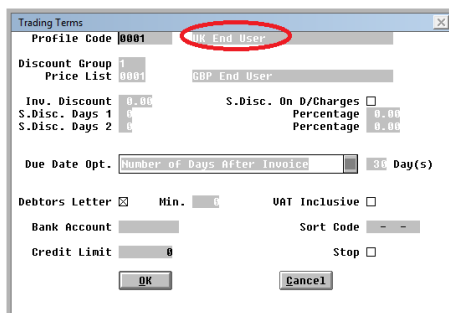 Trading Terms
Profile Code 0001 UK End User
Discount Group 1
Price List 0001 GBP End User
Inv. Discount 0.00 S.Disc. On D/Charges
S.Disc. Days 1 0 Percentage 0.00
S.Disc. Days 2 0 Percentage 0.00
Due Date Opt. Number of Days After Invoice 30 Day(s)
Debtors Letter Min. 0 VAT Inclusive
Bank Account Sort Code - -
Credit Limit 0 Stop
OK Cancel